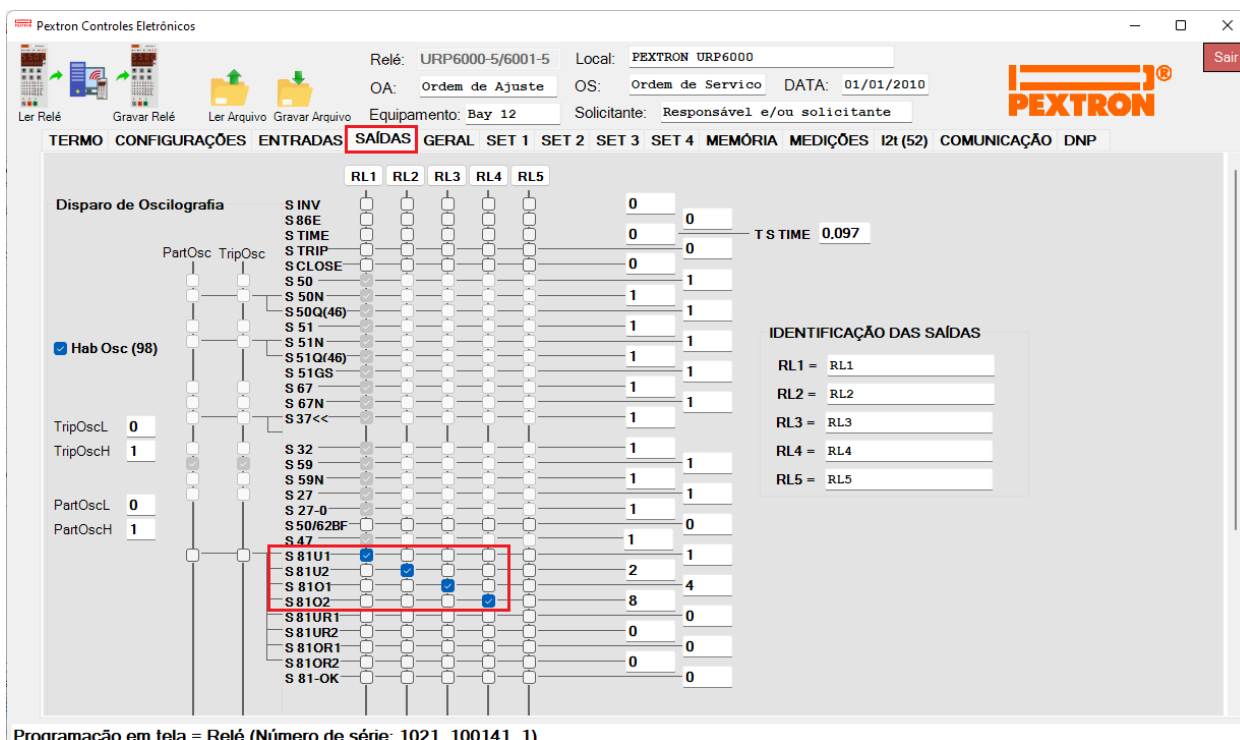 Pextron Controles Eletrônicos
Relé: URP6000-5/6001-5 Local: PEXTRON URP6000 Sair
OA: Ordem de Ajuste OS: Ordem de Servico DATA: 01/01/2010
PEXTRON®
Ler Relé Gravar Relé Ler Arquivo Gravar Arquivo Equipamento: Bay 12 Solicitante: Responsável e/ou solicitante
TERMO CONFIGURAÇÕES ENTRADAS SAÍDAS GERAL SET 1 SET 2 SET 3 SET 4 MEMÓRIA MEDIÇÕES I2t (52) COMUNICAÇÃO DNP
RL1 RL2 RL3 RL4 RL5
Disparo de Oscilografia S INV 0
S 86E 0
S TIME 0 T S TIME 0,097
PartOsc TripOsc S TRIP 0
S CLOSE 0
S 50 1
S 50N 1
S 50Q(46) 1
S 51 1
IDENTIFICAÇÃO DAS SAÍDAS
Hab Osc (98) S 51N 1
S 51Q(46) 1
S 51GS 1
RL1 = RL1
S 67 1
S 67N 1
RL2 = RL2
TripOscL 0 S 37<< 1
RL3 = RL3
TripOscH 1 S 32 1
RL4 = RL4
S 59 1
S 59N 1
RL5 = RL5
S 27 1
PartOscL 0 S 27-0 1
PartOscH 1 S 50/62BF 0
S 47 1
S 81U1 1
S 81U2 2
S 81O1 4
S 81O2 8
S 81UR1 0
S 81UR2 0
S 81OR1 0
S 81OR2 0
S 81-OK 0
Programação em tela = Relé (Número de série: 1021 100141 1)